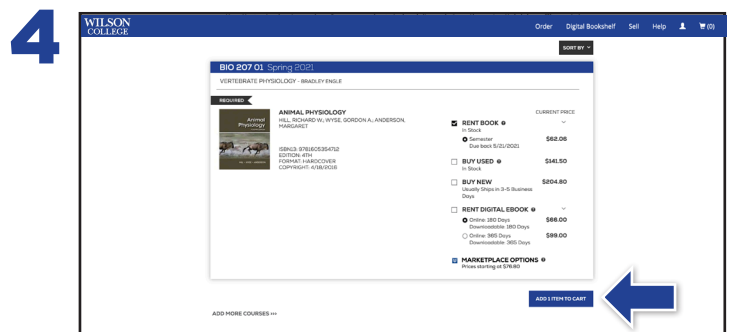 4
WILSON
COLLEGE
Order Digital Bookshelf Sell Help (0)
SORT BY
BIO 207 01 Spring 2021
VERTEBRATE PHYSIOLOGY - BRADLEY ENGLE
REQUIRED
Animal
Physiology
ANIMAL PHYSIOLOGY
HILL, RICHARD W., WYSE, GORDON A., ANDERSON,
MARGARET
ISBN13: 9781605354712
EDITION: 4TH
FORMAT: HARDCOVER
COPYRIGHT: 4/18/2016
CURRENT PRICE
RENT BOOK
In Stock
Semester $62.06
Due back 5/21/2021
BUY USED $141.50
In Stock
BUY NEW $204.80
Usually Ships in 3-5 Business
Days
RENT DIGITAL EBOOK
Online: 180 Days $66.00
Downloadable: 180 Days
Online: 365 Days $99.00
Downloadable: 365 Days
MARKETPLACE OPTIONS
Prices starting at $76.80
ADD 1 ITEM TO CART
ADD MORE COURSES